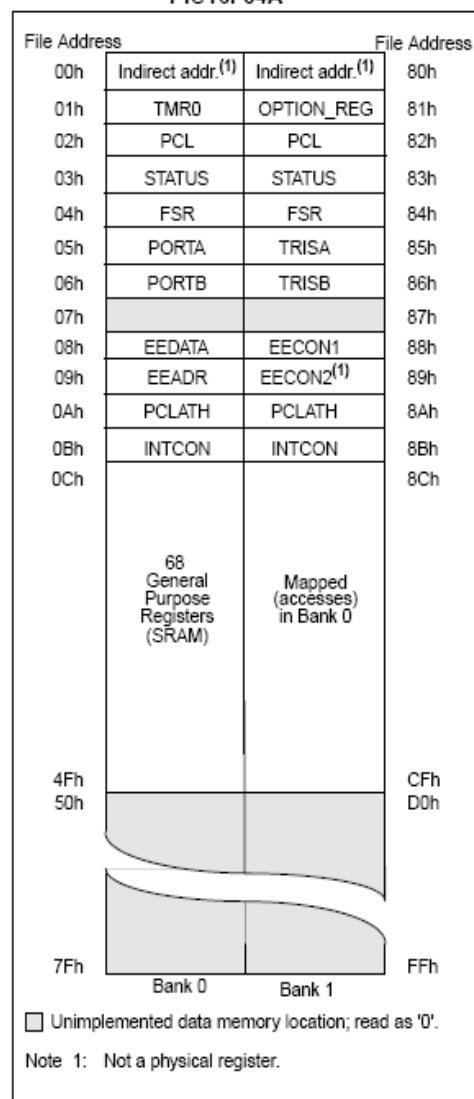 PIC16F84A
File Address File Address
00h Indirect addr.(1) Indirect addr.(1) 80h
01h TMR0 OPTION_REG 81h
02h PCL PCL 82h
03h STATUS STATUS 83h
04h FSR FSR 84h
05h PORTA TRISA 85h
06h PORTB TRISB 86h
07h 87h
08h EEDATA EECON1 88h
09h EEADR EECON2(1) 89h
0Ah PCLATH PCLATH 8Ah
0Bh INTCON INTCON 8Bh
0Ch 8Ch
68
General
Purpose
Registers
(SRAM)
Mapped
(accesses)
in Bank 0
4Fh CFh
50h D0h
7Fh FFh
Bank 0 Bank 1
Unimplemented data memory location; read as '0'.
Note 1: Not a physical register.